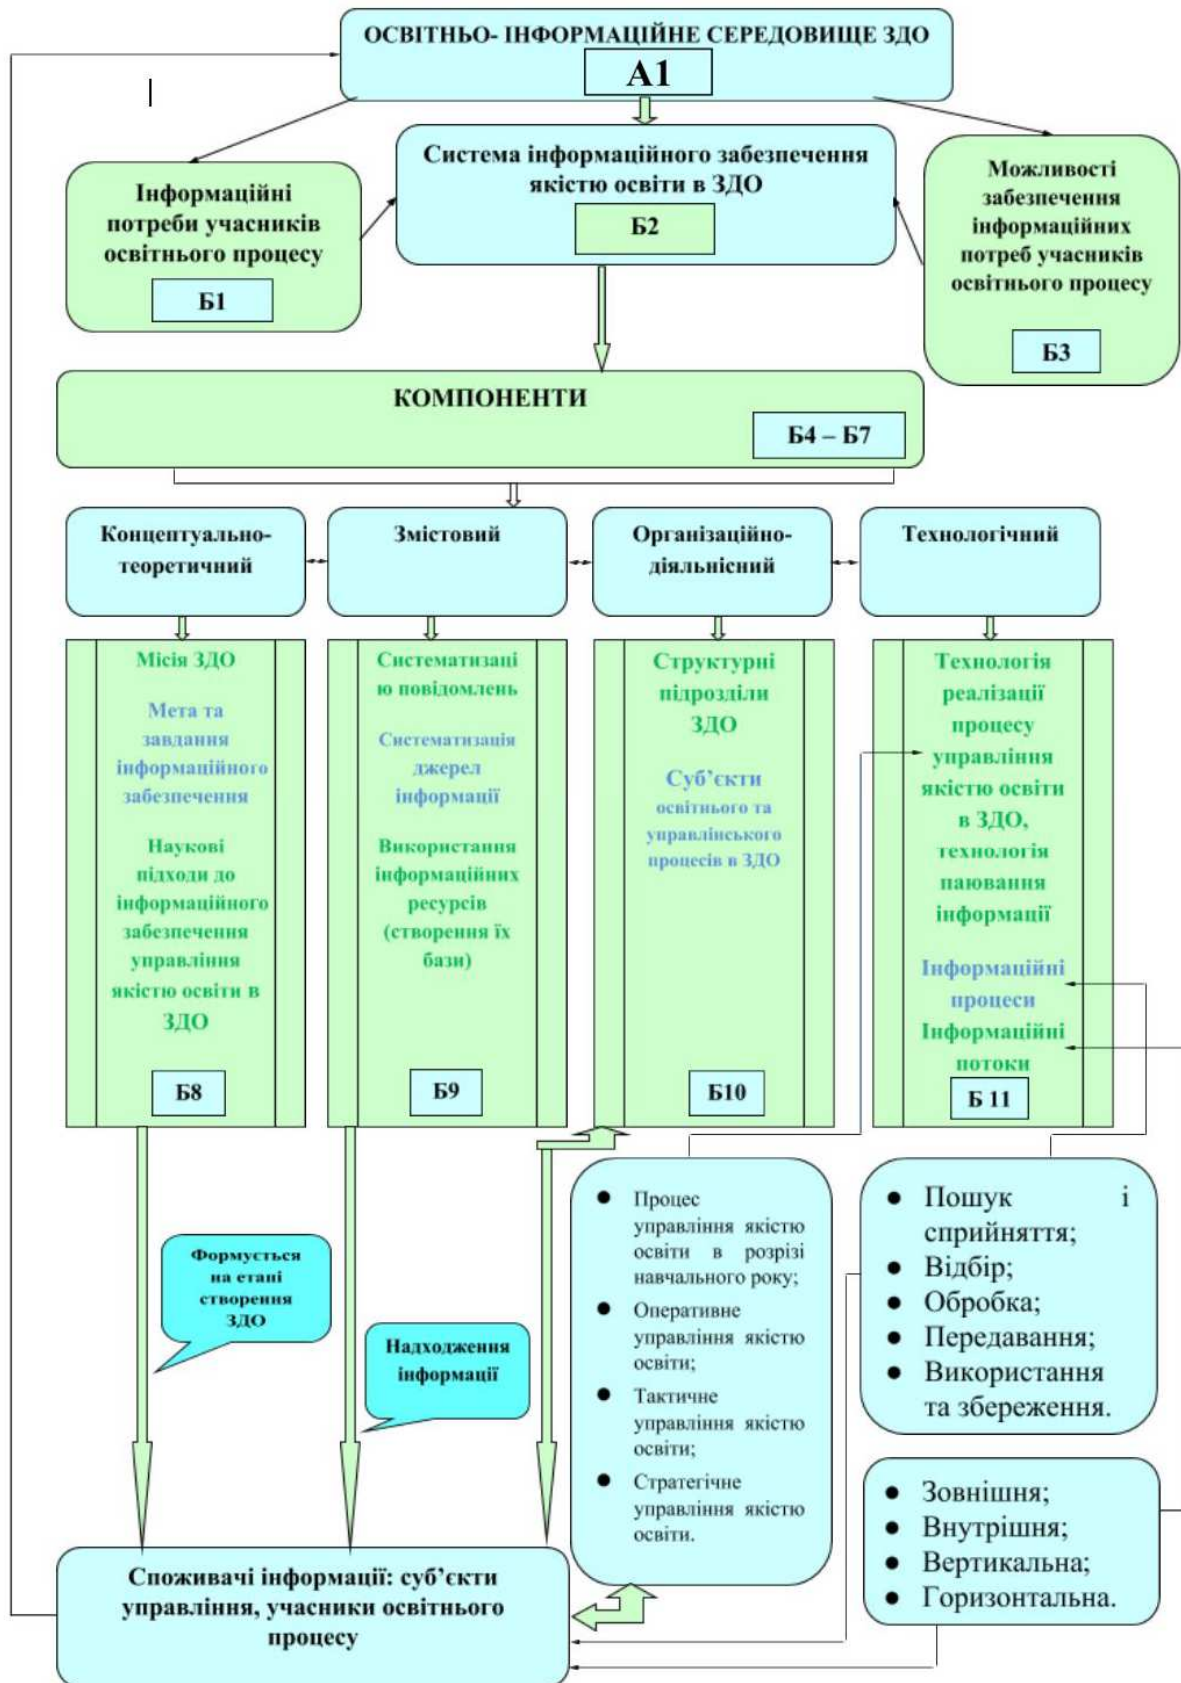 ОСВІТНЬО- ІНФОРМАЦІЙНЕ СЕРЕДОВИЩЕ ЗДО
А1
Інформаційні
потреби учасників
освітнього процесу
Б1
Система інформаційного забезпечення
якістю освіти в ЗДО
Б2
Можливості
забезпечення
інформаційних
потреб учасників
освітнього процесу
Б3
КОМПОНЕНТИ
Б4 – Б7
Концептуально-
теоретичний
Змістовий
Організаційно-
діяльнісний
Технологічний
Місія ЗДО
Мета та
завдання
інформаційного
забезпечення
Наукові
підходи до
інформаційного
забезпечення
управління
якістю освіти в
ЗДО
Б8
Систематизаці
ю повідомлень
Систематизація
джерел
інформації
Використання
інформаційних
ресурсів
(створення їх
бази)
Б9
Структурні
підрозділи
ЗДО
Суб’єкти
освітнього та
управлінського
процесів в ЗДО
Б10
Технологія
реалізації
процесу
управління
якістю освіти
в ЗДО,
технологія
паювання
інформації
Інформаційні
процеси
Інформаційні
потоки
Б 11
Формується
на етапі
створення
ЗДО
Надходження
інформації
● Процес
управління якістю
освіти в розрізі
навчального року;
● Оперативне
управління якістю
освіти;
● Тактичне
управління якістю
освіти;
● Стратегічне
управління якістю
освіти.
● Пошук і
сприйняття;
● Відбір;
● Обробка;
● Передавання;
● Використання
та збереження.
● Зовнішня;
● Внутрішня;
● Вертикальна;
● Горизонтальна.
Споживачі інформації: суб’єкти
управління, учасники освітнього
процесу